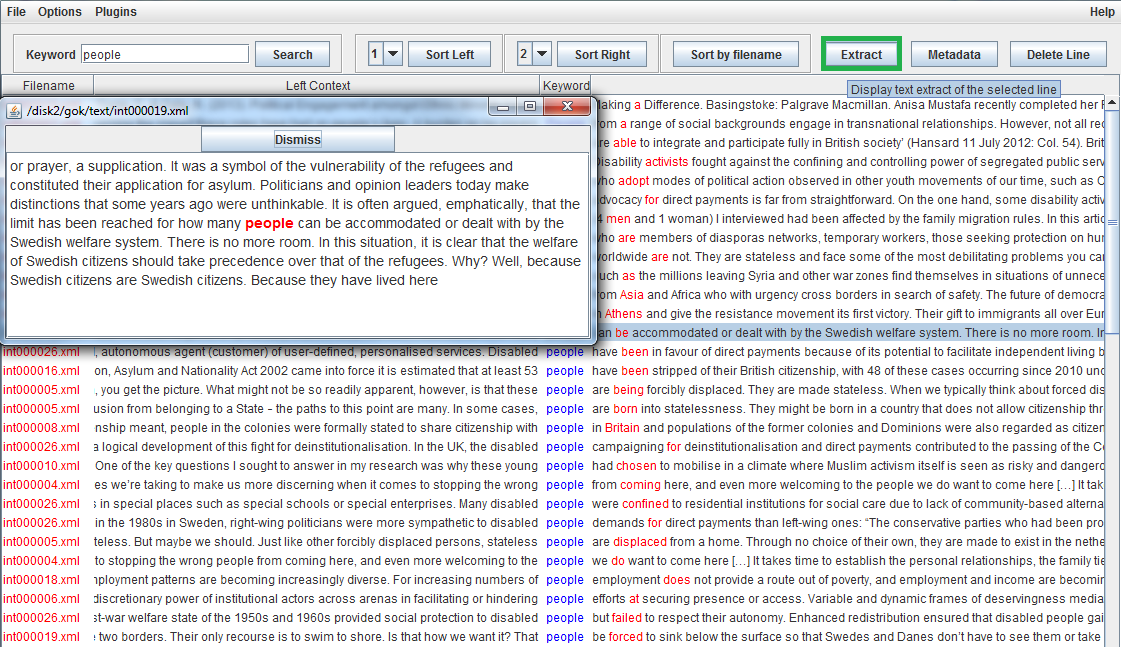 File Options Plugins Help
Keyword people Search 1 Sort Left 2 Sort Right Sort by filename Extract Metadata Delete Line
Filename Left Context Keyword
Display text extract of the selected line
/disk2/gok/text/int000019.xml
Dismiss
or prayer, a supplication. It was a symbol of the vulnerability of the refugees and
constituted their application for asylum. Politicians and opinion leaders today make
distinctions that some years ago were unthinkable. It is often argued, emphatically, that the
limit has been reached for how many people can be accommodated or dealt with by the
Swedish welfare system. There is no more room. In this situation, it is clear that the welfare
of Swedish citizens should take precedence over that of the refugees. Why? Well, because
Swedish citizens are Swedish citizens. Because they have lived here
aking a Difference. Basingstoke: Palgrave Macmillan. Anisa Mustafa recently completed her
om a range of social backgrounds engage in transnational relationships. However, not all rec
re able to integrate and participate fully in British society' (Hansard 11 July 2012: Col. 54). Brit
Disability activists fought against the confining and controlling power of segregated public serv
ho adopt modes of political action observed in other youth movements of our time, such as C
dvocacy for direct payments is far from straightforward. On the one hand, some disability activ
4 men and 1 woman) I interviewed had been affected by the family migration rules. In this artic
ho are members of diasporas networks, temporary workers, those seeking protection on hur
orldwide are not. They are stateless and face some of the most debilitating problems you car
uch as the millions leaving Syria and other war zones find themselves in situations of unnece
om Asia and Africa who with urgency cross borders in search of safety. The future of democra
n Athens and give the resistance movement its first victory. Their gift to immigrants all over Eur
an be accommodated or dealt with by the Swedish welfare system. There is no more room. In
int000026.xml l, autonomous agent (customer) of user-defined, personalised services. Disabled people have been in favour of direct payments because of its potential to facilitate independent living b
int000016.xml on, Asylum and Nationality Act 2002 came into force it is estimated that at least 53 people have been stripped of their British citizenship, with 48 of these cases occurring since 2010 und
int000005.xml , you get the picture. What might not be so readily apparent, however, is that these people are being forcibly displaced. They are made stateless. When we typically think about forced dis
int000005.xml usion from belonging to a State - the paths to this point are many. In some cases, people are born into statelessness. They might be born in a country that does not allow citizenship thr
int000008.xml nship meant, people in the colonies were formally stated to share citizenship with people in Britain and populations of the former colonies and Dominions were also regarded as citizen
int000026.xml a logical development of this fight for deinstitutionalisation. In the UK, the disabled people campaigning for deinstitutionalisation and direct payments contributed to the passing of the Co
int000010.xml One of the key questions I sought to answer in my research was why these young people had chosen to mobilise in a climate where Muslim activism itself is seen as risky and dangero
int000004.xml es we're taking to make us more discerning when it comes to stopping the wrong people from coming here, and even more welcoming to the people we do want to come here […] It tak
int000026.xml s in special places such as special schools or special enterprises. Many disabled people were confined to residential institutions for social care due to lack of community-based alterna
int000026.xml in the 1980s in Sweden, right-wing politicians were more sympathetic to disabled people demands for direct payments than left-wing ones: "The conservative parties who had been pro
int000005.xml teless. But maybe we should. Just like other forcibly displaced persons, stateless people are displaced from a home. Through no choice of their own, they are made to exist in the nethe
int000004.xml to stopping the wrong people from coming here, and even more welcoming to the people we do want to come here […] It takes time to establish the personal relationships, the family tie
int000018.xml nployment patterns are becoming increasingly diverse. For increasing numbers of people employment does not provide a route out of poverty, and employment and income are becomin
int000006.xml discretionary power of institutional actors across arenas in facilitating or hindering people efforts at securing presence or access. Variable and dynamic frames of deservingness media
int000026.xml st-war welfare state of the 1950s and 1960s provided social protection to disabled people but failed to respect their autonomy. Enhanced redistribution ensured that disabled people gai
int000019.xml two borders. Their only recourse is to swim to shore. Is that how we want it? That people be forced to sink below the surface so that Swedes and Danes don't have to see them or take